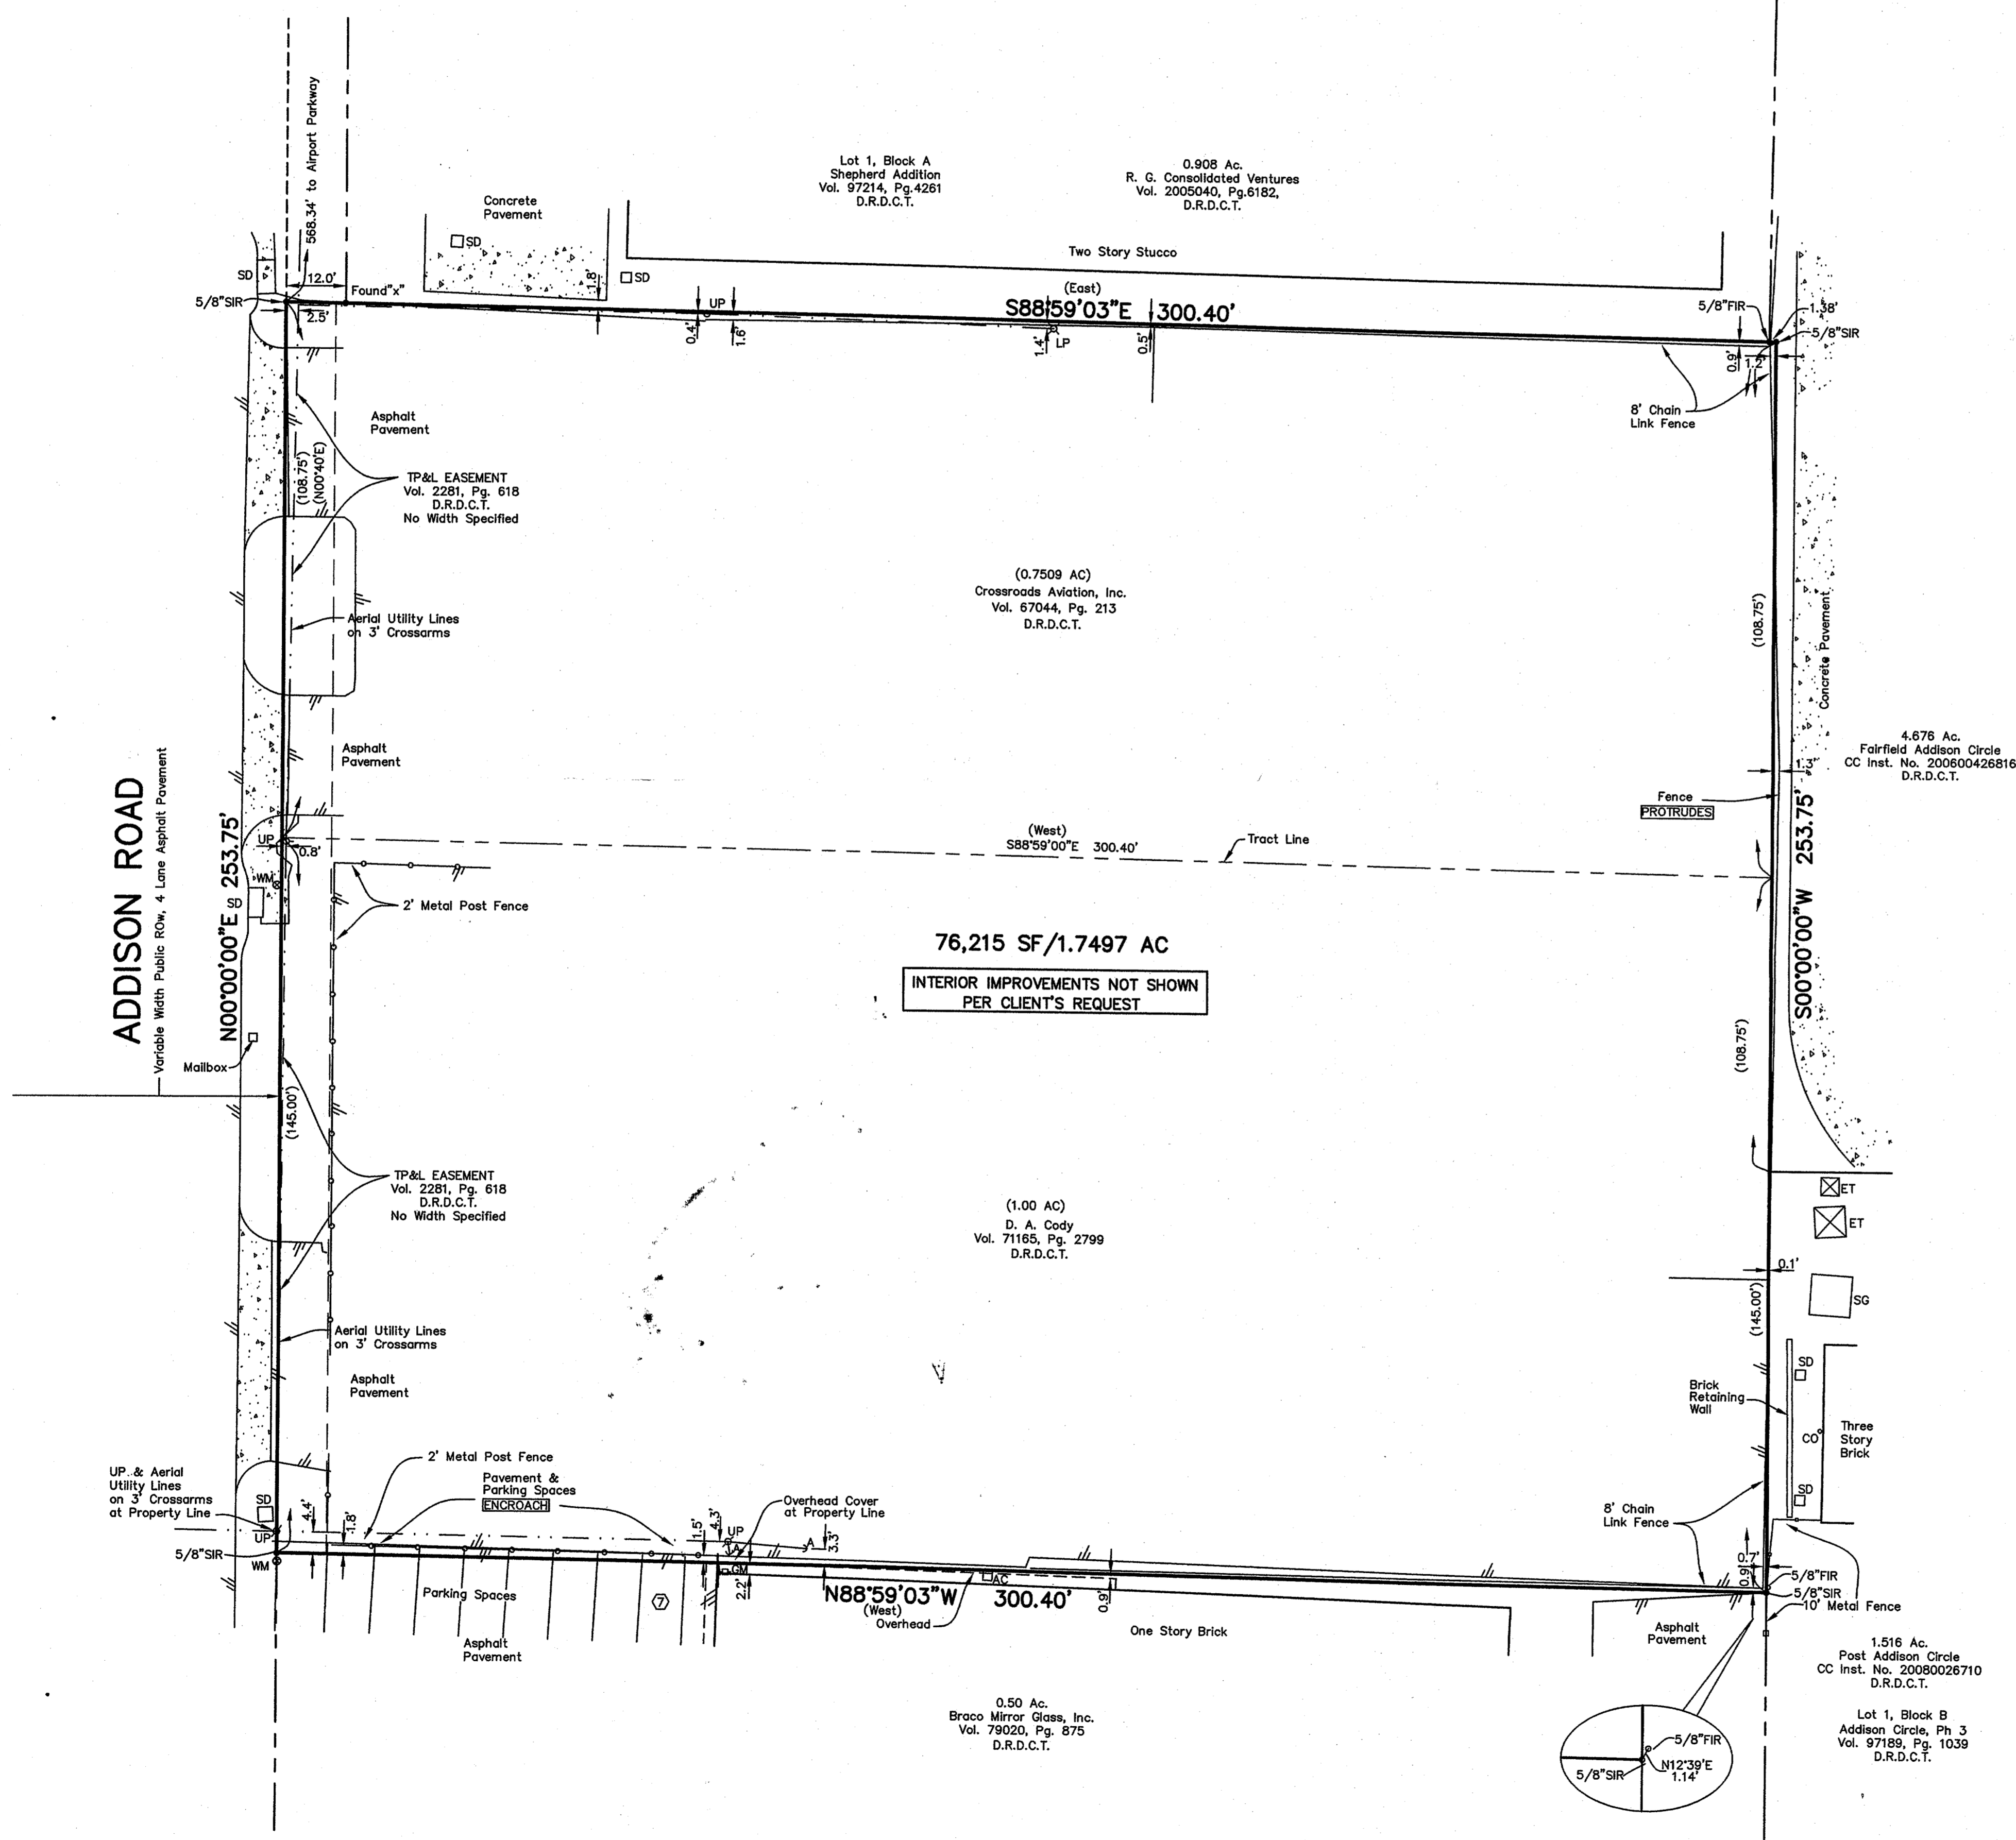 568.34' to Airport Parkway
Lot 1, Block A
Shepherd Addition
Vol. 97214, Pg.4261
D.R.D.C.T.
0.908 Ac.
R. G. Consolidated Ventures
Vol. 2005040, Pg.6182,
D.R.D.C.T.
Concrete
Pavement
SD
SD
SD
Two Story Stucco
12.0'
Found"x"
1.8'
5/8"SIR
2.5'
UP
0.4'
1.6'
(East)
S88°59'03"E 300.40'
1.4'
LP
0.5'
5/8"FIR
1.38'
5/8"SIR
0.9'
1.2'
8' Chain
Link Fence
Asphalt
Pavement
(108.75')
(N00°40'E)
TP&L EASEMENT
Vol. 2281, Pg. 618
D.R.D.C.T.
No Width Specified
(0.7509 AC)
Crossroads Aviation, Inc.
Vol. 67044, Pg. 213
D.R.D.C.T.
(108.75')
Concrete Pavement
Aerial Utility Lines
on 3' Crossarms
Asphalt
Pavement
4.676 Ac.
Fairfield Addison Circle
CC Inst. No. 200600426816
D.R.D.C.T.
1.3'
Fence
PROTRUDES
ADDISON ROAD
Variable Width Public ROw, 4 Lane Asphalt Pavement
N00°00'00"E 253.75'
UP
0.8'
WM
SD
(West)
S88°59'00"E 300.40'
Tract Line
S00°00'00"W 253.75'
2' Metal Post Fence
76,215 SF/1.7497 AC
INTERIOR IMPROVEMENTS NOT SHOWN
PER CLIENT'S REQUEST
Mailbox
(145.00')
(108.75')
TP&L EASEMENT
Vol. 2281, Pg. 618
D.R.D.C.T.
No Width Specified
(1.00 AC)
D. A. Cody
Vol. 71165, Pg. 2799
D.R.D.C.T.
ET
ET
0.1'
SG
(145.00')
Aerial Utility Lines
on 3' Crossarms
Asphalt
Pavement
SD
Brick
Retaining
Wall
CO
Three
Story
Brick
SD
UP. & Aerial
Utility Lines
on 3' Crossarms
at Property Line
SD
UP
5/8"SIR
WM
4.4'
1.8'
2' Metal Post Fence
Pavement &
Parking Spaces
ENCROACH
1.5'
4.3'
UP
A
Overhead Cover
at Property Line
A
3.3'
GM
2.2'
8' Chain
Link Fence
0.7'
0.9'
5/8"FIR
5/8"SIR
10' Metal Fence
Parking Spaces
7
N88°59'03"W 300.40'
(West)
AC
0.9'
Overhead
One Story Brick
Asphalt
Pavement
Asphalt
Pavement
1.516 Ac.
Post Addison Circle
CC Inst. No. 20080026710
D.R.D.C.T.
0.50 Ac.
Braco Mirror Glass, Inc.
Vol. 79020, Pg. 875
D.R.D.C.T.
Lot 1, Block B
Addison Circle, Ph 3
Vol. 97189, Pg. 1039
D.R.D.C.T.
5/8"FIR
N12°39'E
1.14'
5/8"SIR